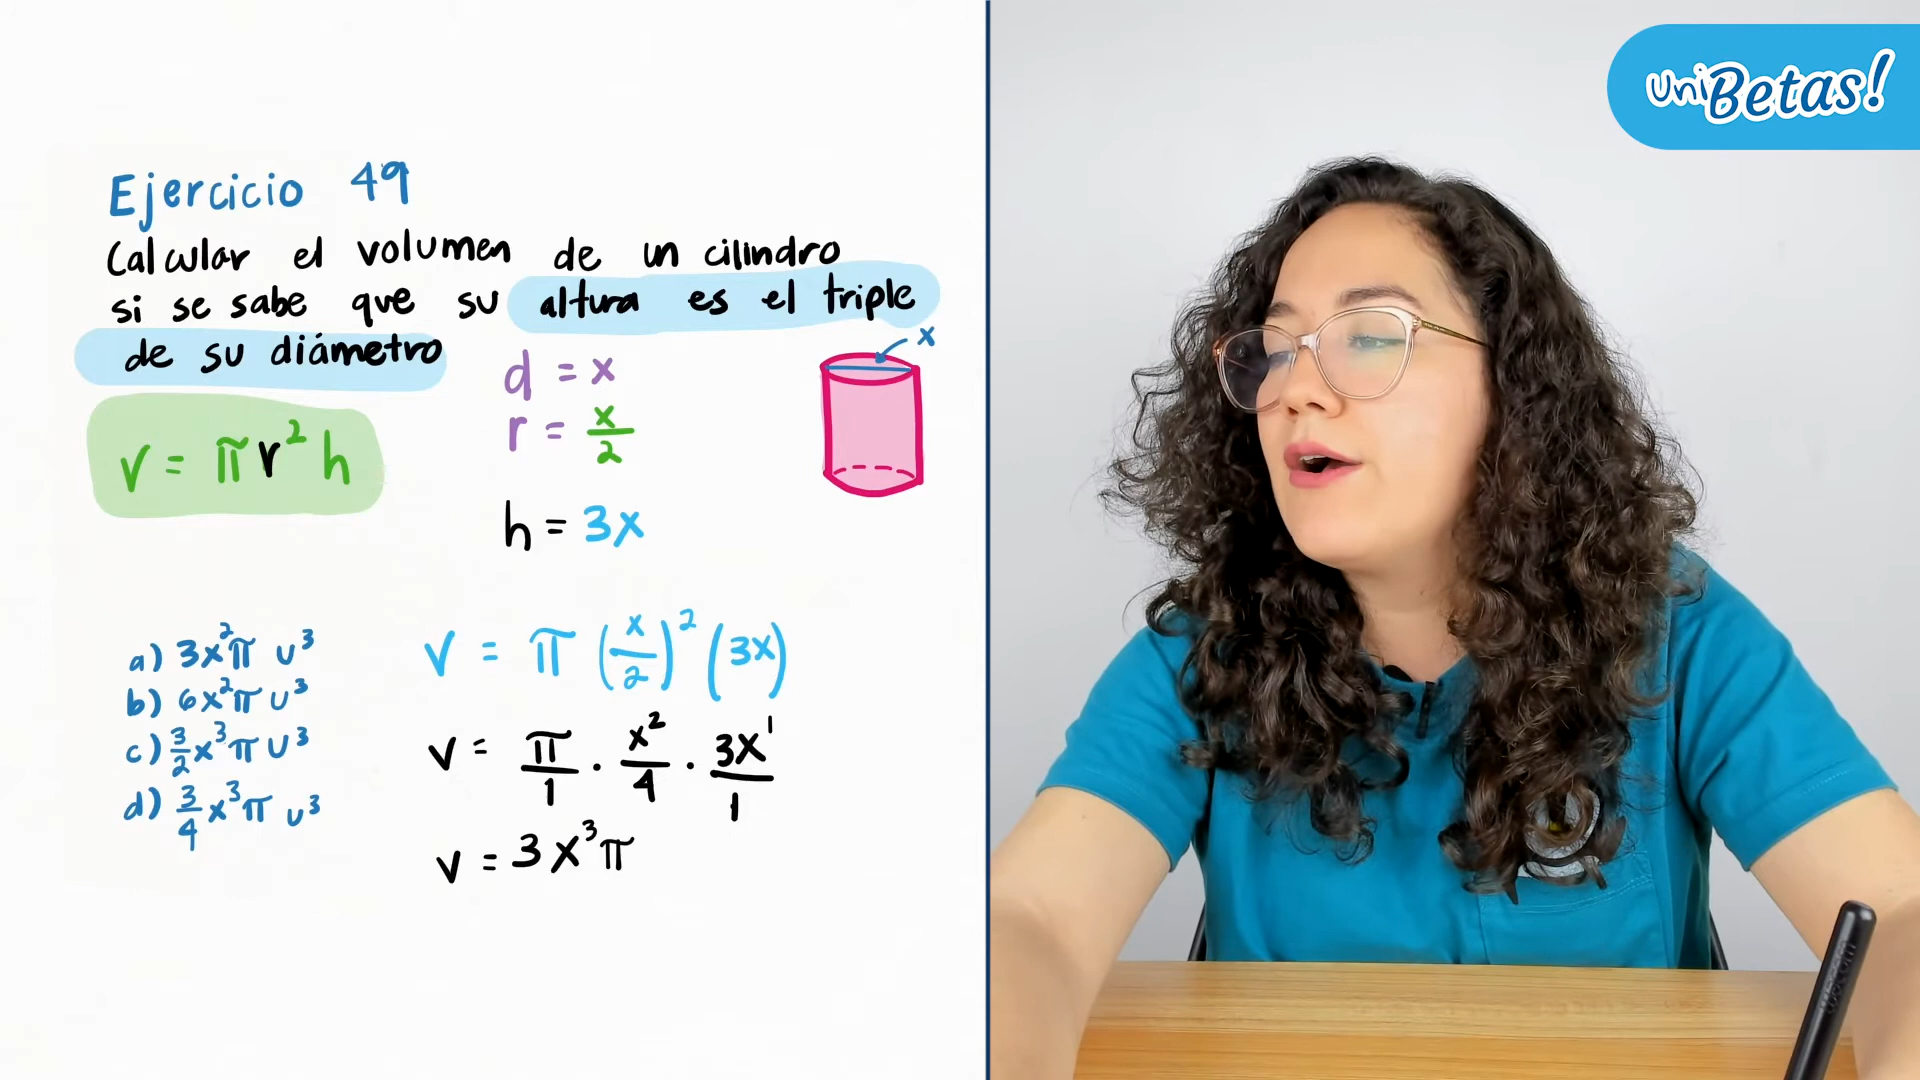 uniBetas!
Ejercicio 49
Calcular el volumen de un cilindro
si se sabe que su altura es el triple
de su diámetro
x
d = x
r = x/2
v = π r² h
h = 3x
a) 3x²π u³
b) 6x²π u³
c) 3/2 x³π u³
d) 3/4 x³π u³
v = π (x/2)² (3x)
v = π/1 · x²/4 · 3x¹/1
v = 3x³π